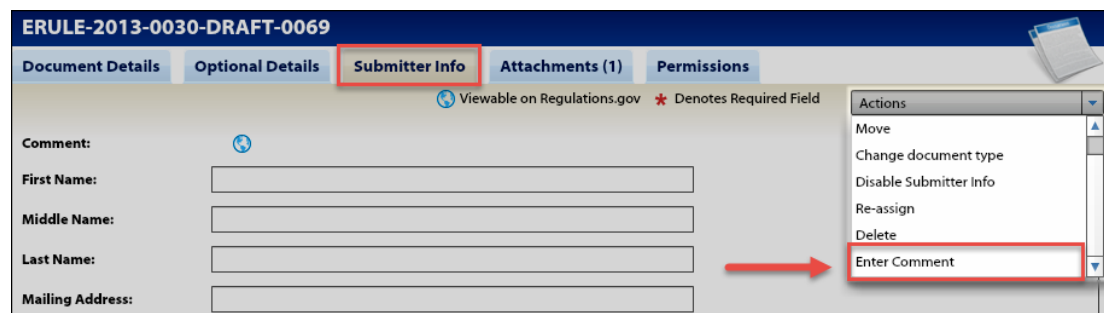 ERULE-2013-0030-DRAFT-0069
Document Details Optional Details Submitter Info Attachments (1) Permissions
Viewable on Regulations.gov * Denotes Required Field
Actions
Move
Change document type
Disable Submitter Info
Re-assign
Delete
Enter Comment
Comment:
First Name:
Middle Name:
Last Name:
Mailing Address: